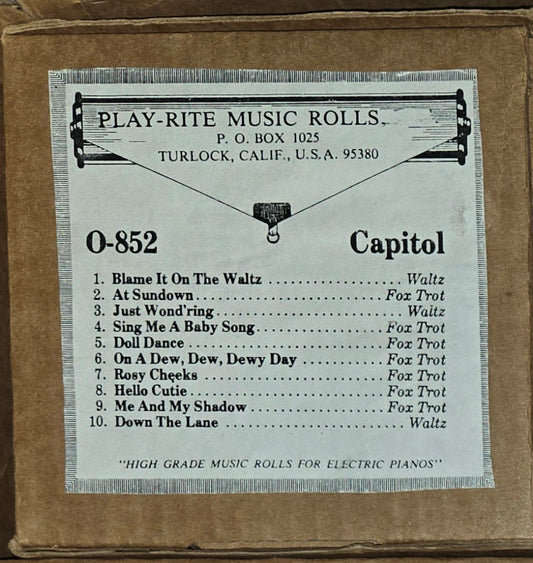 PLAY-RITE MUSIC ROLLS,
P. O. BOX 1025
TURLOCK, CALIF., U.S.A. 95380
O-852 Capitol
1. Blame It On The Waltz .................. Waltz
2. At Sundown ......................... Fox Trot
3. Just Wond'ring ........................ Waltz
4. Sing Me A Baby Song ................. Fox Trot
5. Doll Dance .......................... Fox Trot
6. On A Dew, Dew, Dewy Day ........... Fox Trot
7. Rosy Cheeks ........................ Fox Trot
8. Hello Cutie ......................... Fox Trot
9. Me And My Shadow .................. Fox Trot
10. Down The Lane ........................ Waltz
"HIGH GRADE MUSIC ROLLS FOR ELECTRIC PIANOS"